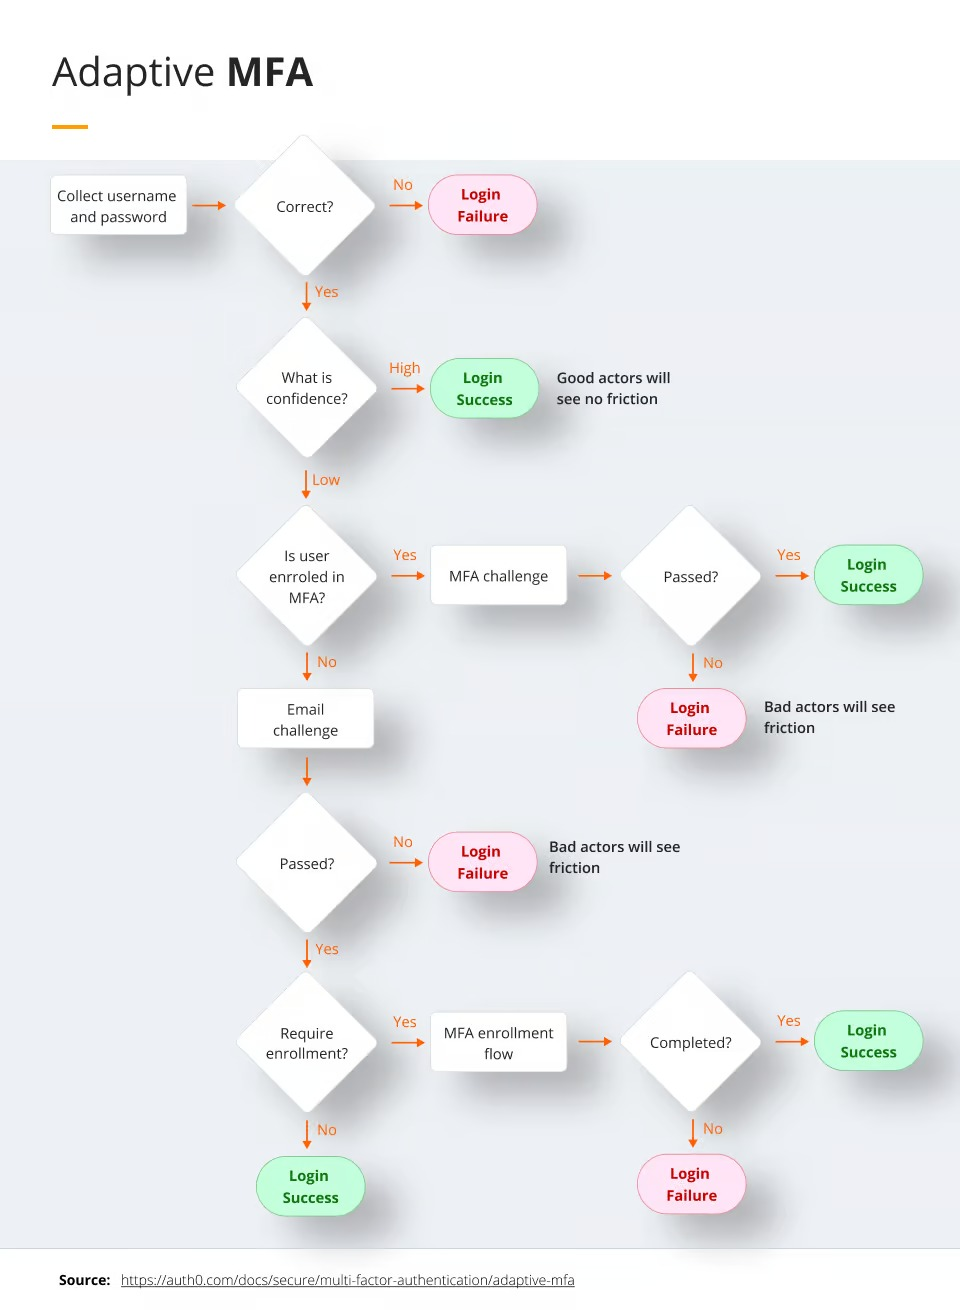 Adaptive MFA
Collect username
and password
Correct?
No
Login
Failure
Yes
What is
confidence?
High
Login
Success
Good actors will
see no friction
Low
Is user
enrroled in
MFA?
Yes
MFA challenge
Passed?
Yes
Login
Success
No
Login
Failure
Bad actors will see
friction
No
Email
challenge
Passed?
No
Login
Failure
Bad actors will see
friction
Yes
Require
enrollment?
Yes
MFA enrollment
flow
Completed?
Yes
Login
Success
No
Login
Failure
No
Login
Success
Source: https://auth0.com/docs/secure/multi-factor-authentication/adaptive-mfa